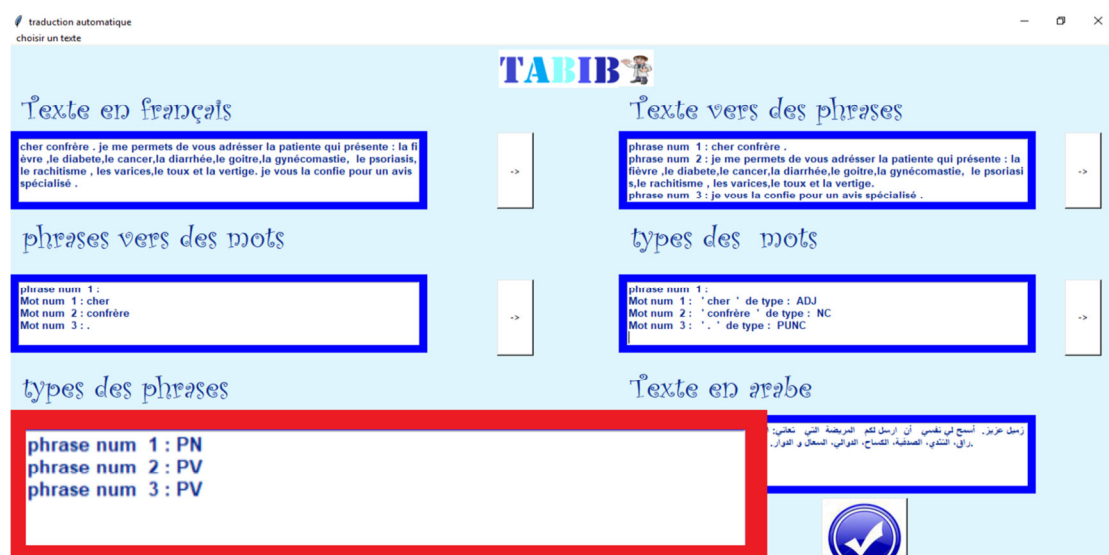 traduction automatique
choisir un texte
TABIB
Texte en français
Texte vers des phrases
cher confrère . je me permets de vous adrésser la patiente qui présente : la fi
èvre ,le diabete,le cancer,la diarrhée,le goitre,la gynécomastie,  le psoriasis,
le rachitisme , les varices,le toux et la vertige. je vous la confie pour un avis
spécialisé .
->
phrase num  1 : cher confrère .
phrase num  2 : je me permets de vous adrésser la patiente qui présente : la
fièvre ,le diabete,le cancer,la diarrhée,le goitre,la gynécomastie,  le psoriasi
s,le rachitisme , les varices,le toux et la vertige.
phrase num  3 : je vous la confie pour un avis spécialisé .
->
phrases vers des mots
types des  mots
phrase num  1 :
Mot num  1 : cher
Mot num  2 : confrère
Mot num  3 : .
->
phrase num  1 :
Mot num  1 :  ' cher ' de type :  ADJ
Mot num  2 :  ' confrère ' de type :  NC
Mot num  3 :  ' . ' de type :  PUNC
->
types des phrases
Texte en arabe
phrase num  1 : PN
phrase num  2 : PV
phrase num  3 : PV
زميل عزيز.  أسمح لي نفسي  أن  ارسل لكم  المريضة  التي  تعاني:
راق، التثدي، الصدفية، الكساح، الدوالي، السعال و الدوار.